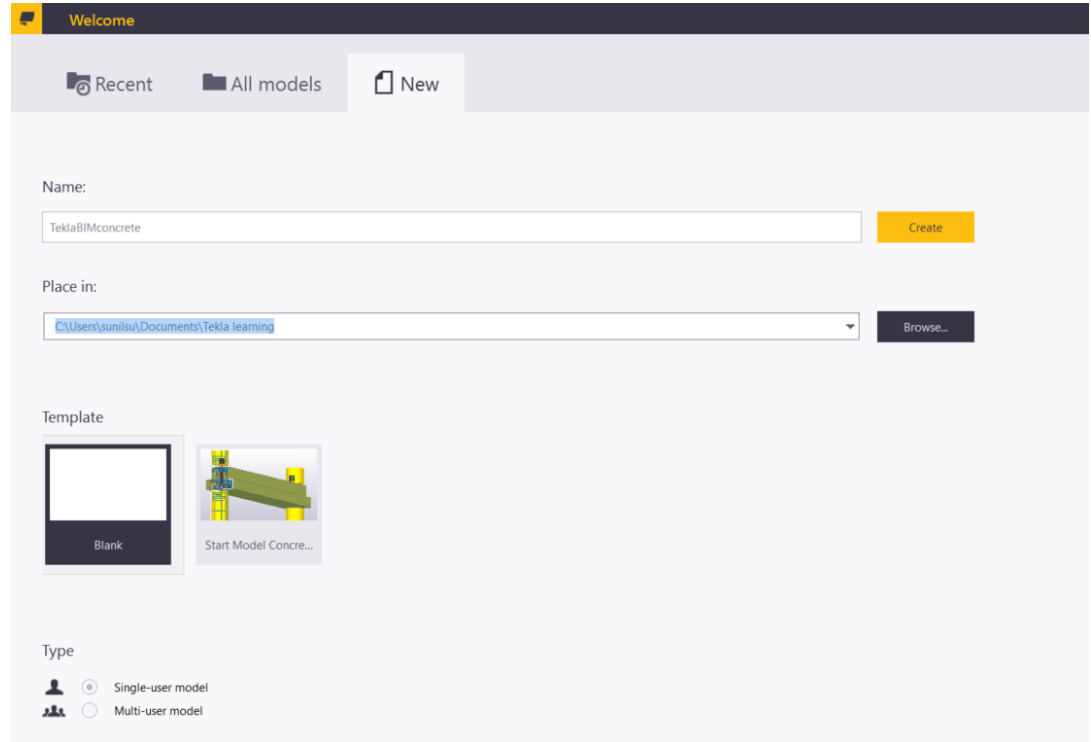 Welcome
Recent All models New
Name:
TeklaBIMconcrete Create
Place in:
C:\Users\sunilsu\Documents\Tekla learning Browse...
Template
Blank Start Model Concre...
Type
Single-user model
Multi-user model